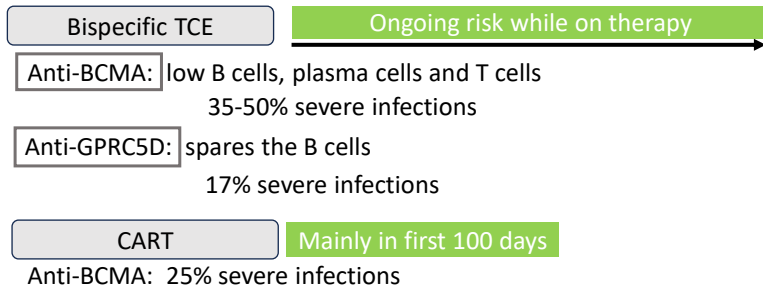 Bispecific TCE
Ongoing risk while on therapy
Anti-BCMA: low B cells, plasma cells and T cells
35-50% severe infections
Anti-GPRC5D: spares the B cells
17% severe infections
CART
Mainly in first 100 days
Anti-BCMA: 25% severe infections